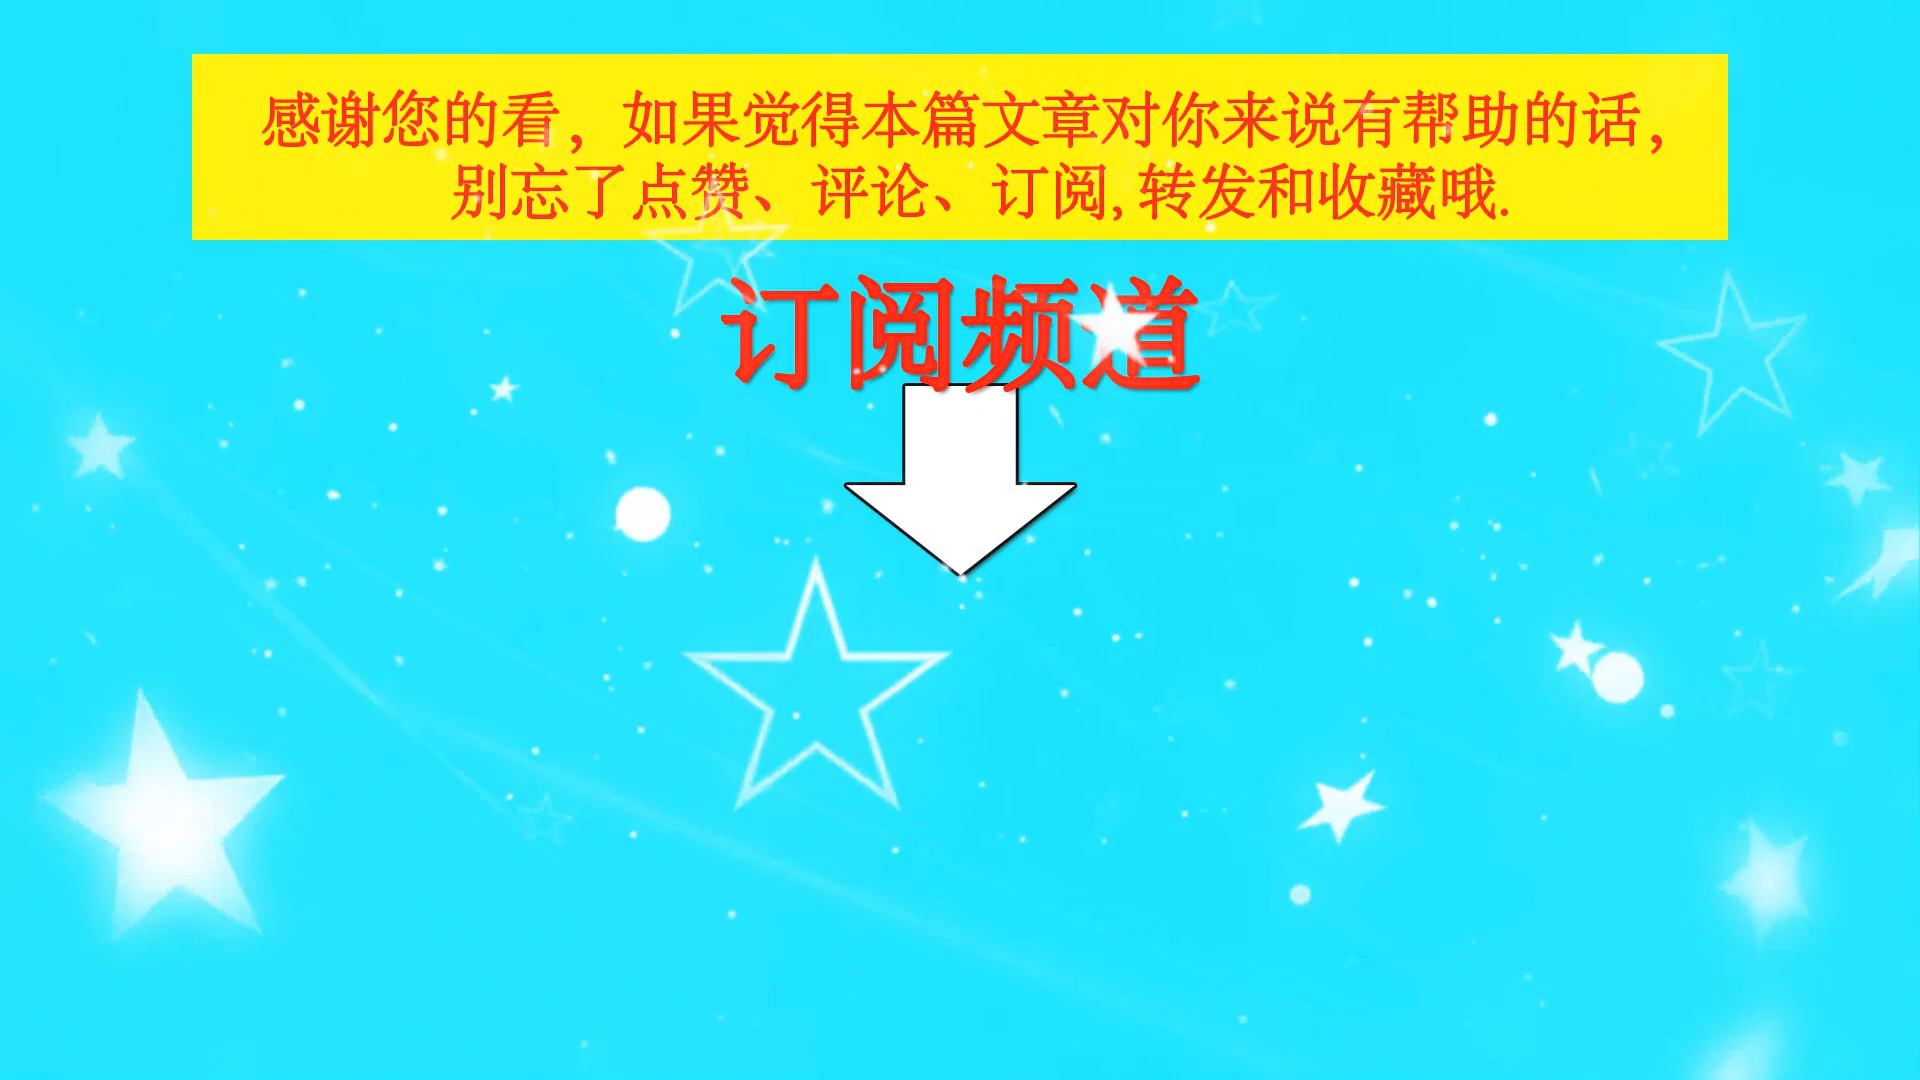 感谢您的看，如果觉得本篇文章对你来说有帮助的话，
别忘了点赞、评论、订阅,转发和收藏哦.
订阅频道